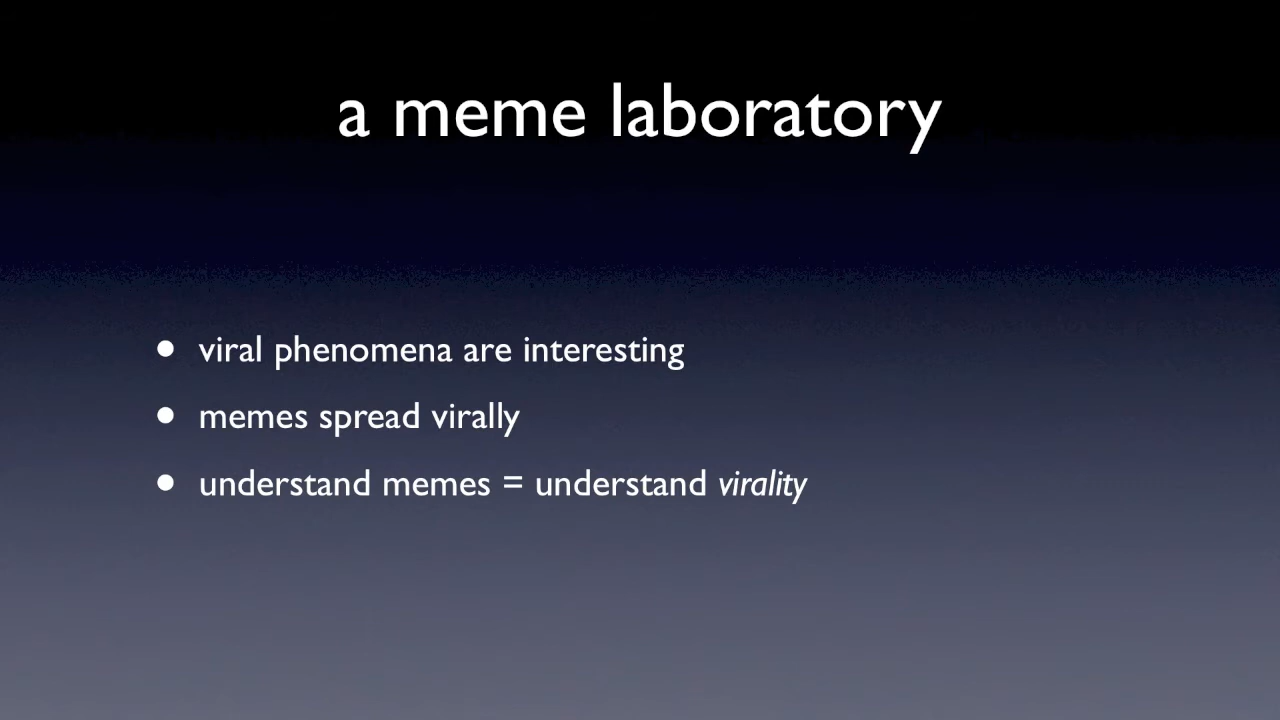 a meme laboratory
• viral phenomena are interesting
• memes spread virally
• understand memes = understand virality